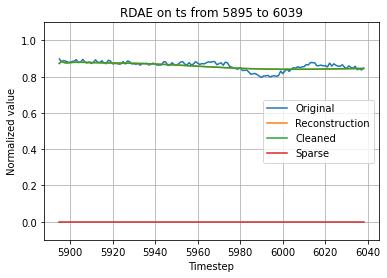 RDAE on ts from 5895 to 6039
1.0
0.8
0.6
0.4
0.2
0.0
Normalized value
Original
Reconstruction
Cleaned
Sparse
5900 5920 5940 5960 5980 6000 6020 6040
Timestep